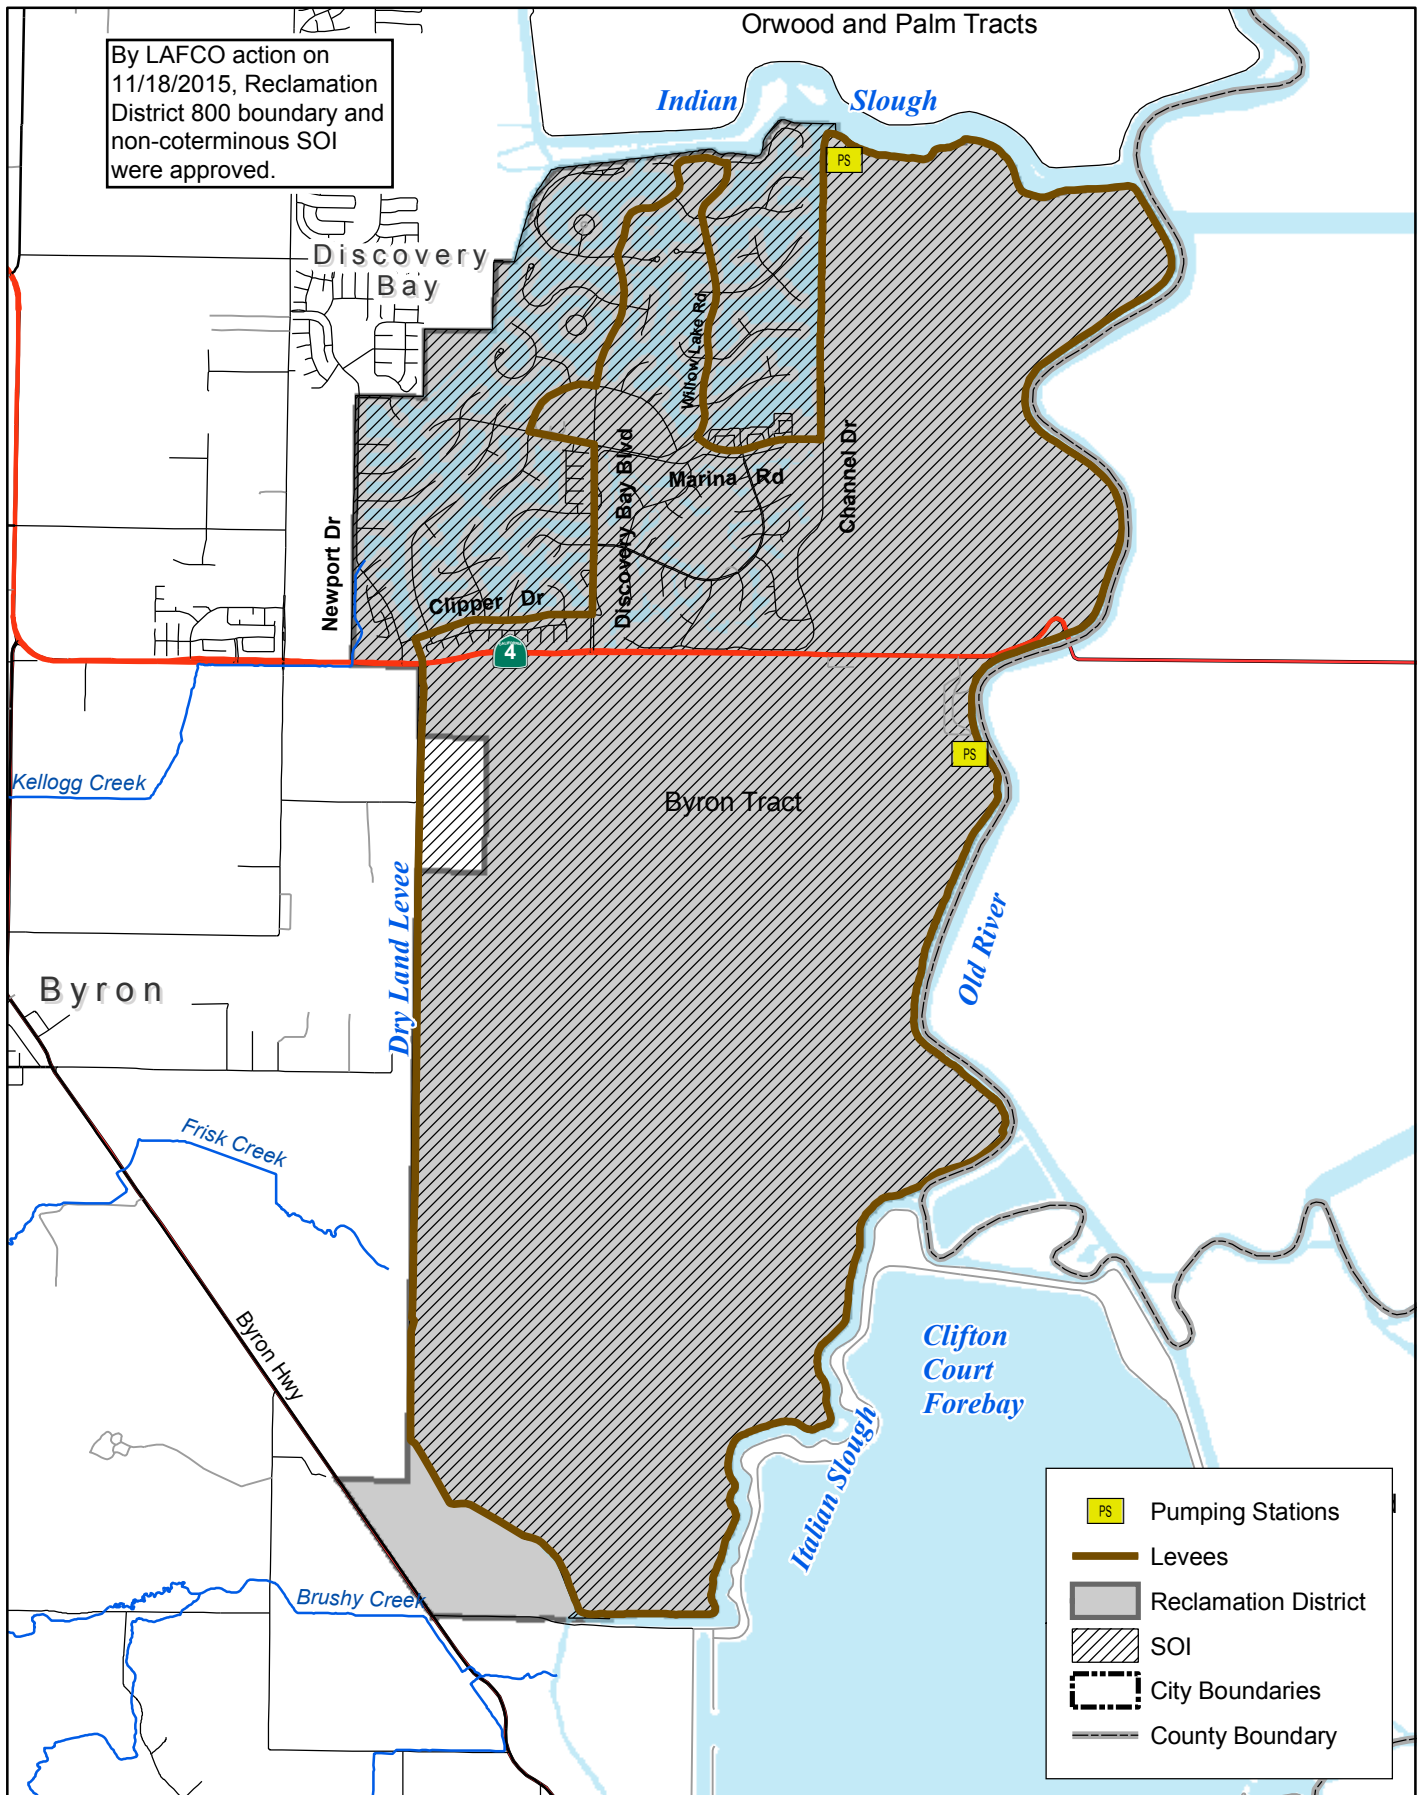 Orwood and Palm Tracts
By LAFCO action on
11/18/2015, Reclamation
District 800 boundary and
non-coterminous SOI
were approved.
Indian Slough
PS
Discovery
Bay
Willow Lake Rd
Discovery Bay Blvd
Marina Rd
Channel Dr
Newport Dr
Clipper Dr
4
PS
Kellogg Creek
Byron Tract
Dry Land Levee
Old River
Byron
Frisk Creek
Byron Hwy
Clifton
Court
Forebay
Italian Slough
Brushy Creek
PS Pumping Stations
Levees
Reclamation District
SOI
City Boundaries
County Boundary